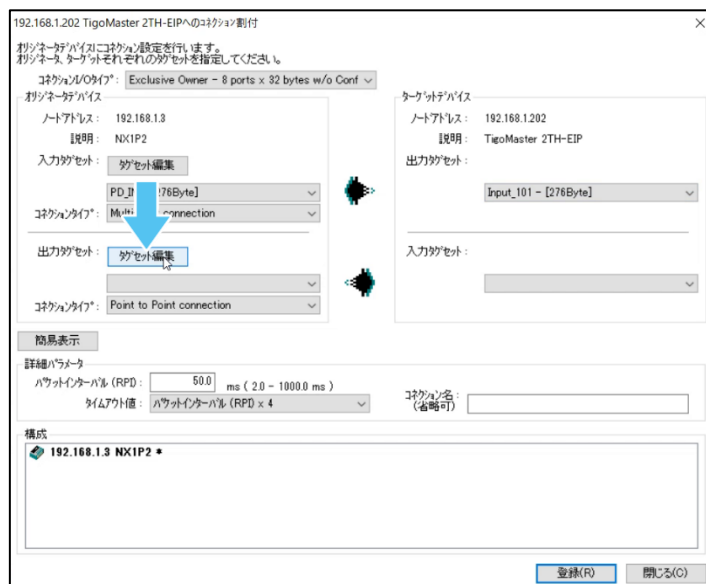 192.168.1.202 TigoMaster 2TH-EIPへのコネクション割付
オリジネータデバイスにコネクション設定を行います。
オリジネータ、ターゲットそれぞれのタグセットを指定してください。
コネクションI/Oタイプ: Exclusive Owner - 8 ports x 32 bytes w/o Conf
オリジネータデバイス
ノードアドレス: 192.168.1.3
説明: NX1P2
入力タグセット: タグセット編集
276Byte]
コネクションタイプ: connection
出力タグセット: タグセット編集
コネクションタイプ: Point to Point connection
ターゲットデバイス
ノードアドレス: 192.168.1.202
説明: TigoMaster 2TH-EIP
出力タグセット:
Input_101 - [276Byte]
入力タグセット:
簡易表示
詳細パラメータ
パケットインターバル (RPI): 50.0 ms ( 2.0 - 1000.0 ms )
タイムアウト値: パケットインターバル (RPI) x 4
コネクション名:
(省略可)
構成
192.168.1.3 NX1P2 *
登録(R) 閉じる(C)